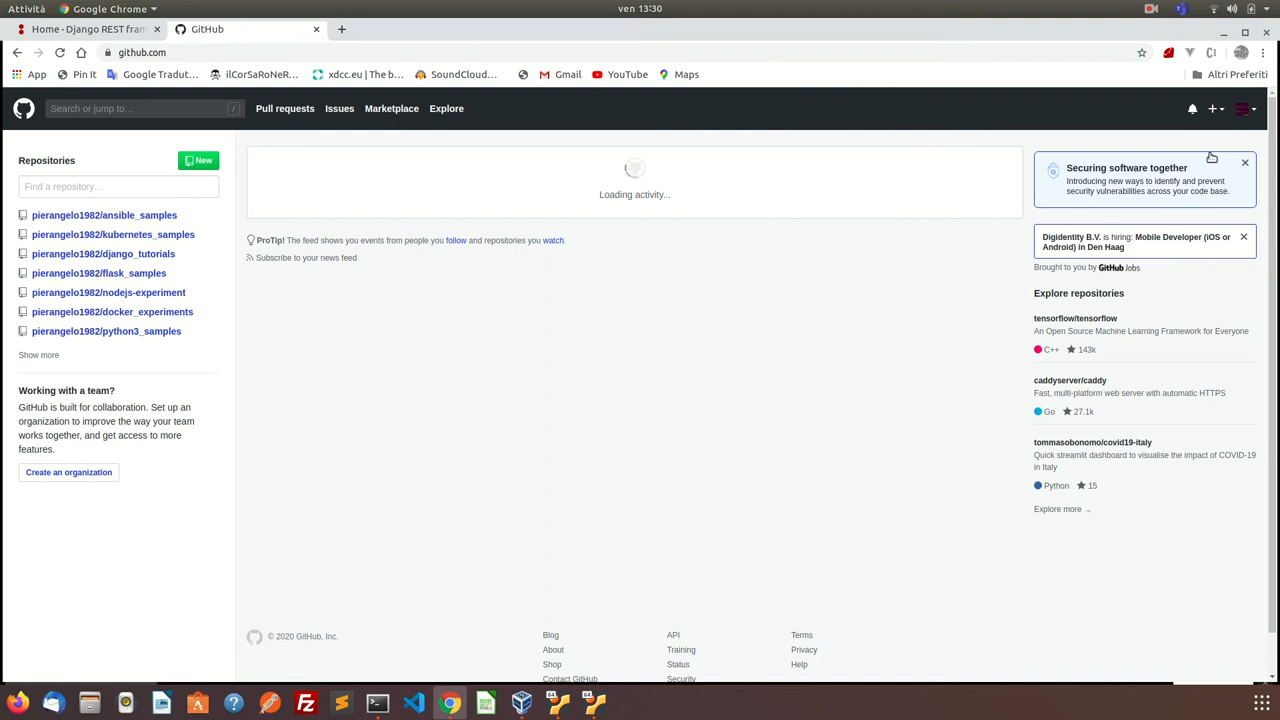 Attività
Google Chrome
ven 13:30
Home - Django REST fram
GitHub
github.com
App
Pin It
Google Tradut…
ilCorSaRoNeR…
xdcc.eu | The b…
SoundCloud…
Gmail
YouTube
Maps
Altri Preferiti
Search or jump to…
/
Pull requests
Issues
Marketplace
Explore
Repositories
New
Find a repository…
pierangelo1982/ansible_samples
pierangelo1982/kubernetes_samples
pierangelo1982/django_tutorials
pierangelo1982/flask_samples
pierangelo1982/nodejs-experiment
pierangelo1982/docker_experiments
pierangelo1982/python3_samples
Show more
Working with a team?
GitHub is built for collaboration. Set up an
organization to improve the way your team
works together, and get access to more
features.
Create an organization
Loading activity...
ProTip! The feed shows you events from people you follow and repositories you watch.
Subscribe to your news feed
Securing software together
Introducing new ways to identify and prevent
security vulnerabilities across your code base.
Digidentity B.V. is hiring: Mobile Developer (iOS or
Android) in Den Haag
Brought to you by GitHub Jobs
Explore repositories
tensorflow/tensorflow
An Open Source Machine Learning Framework for Everyone
C++ 143k
caddyserver/caddy
Fast, multi-platform web server with automatic HTTPS
Go 27.1k
tommasobonomo/covid19-italy
Quick streamlit dashboard to visualise the impact of COVID-19
in Italy
Python 15
Explore more →
© 2020 GitHub, Inc.
Blog
About
Shop
Contact GitHub
API
Training
Status
Security
Terms
Privacy
Help